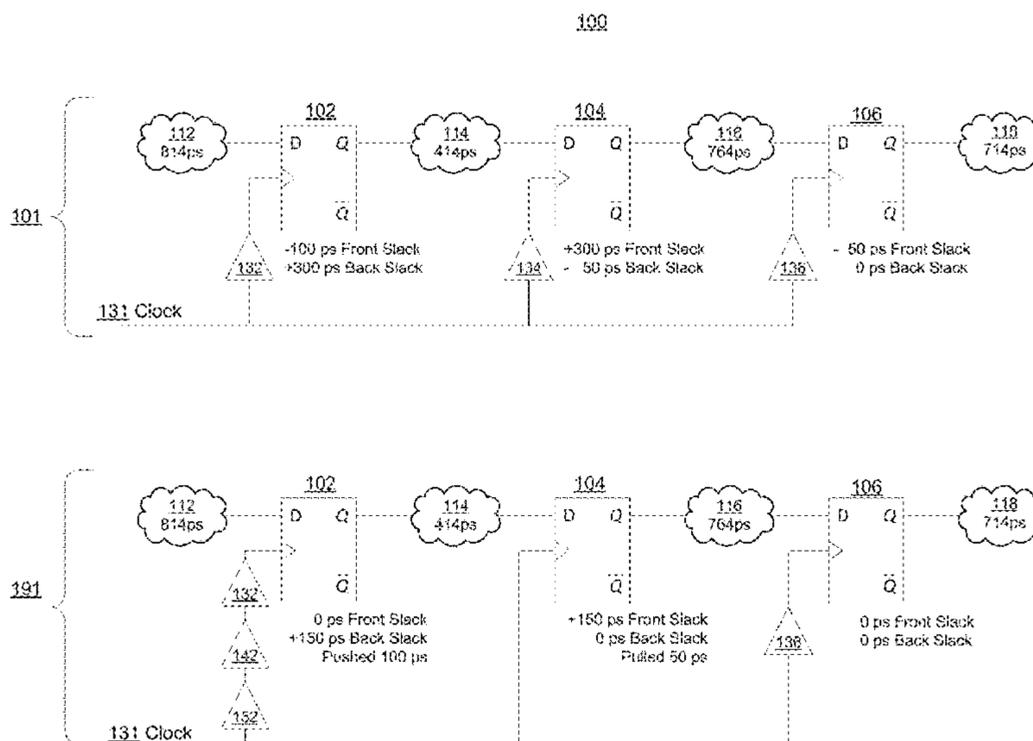 100
102
104
106
112
814ps
D Q
114
414ps
D Q
116
764ps
D Q
118
714ps
Q
Q
Q
101
132
-100 ps Front Slack
+300 ps Back Slack
134
+300 ps Front Slack
- 50 ps Back Slack
136
- 50 ps Front Slack
0 ps Back Slack
131 Clock
102
104
106
112
814ps
D Q
114
414ps
D Q
116
764ps
D Q
118
714ps
191
132
Q
Q
Q
0 ps Front Slack
+150 ps Back Slack
Pushed 100 ps
+150 ps Front Slack
0 ps Back Slack
Pulled 50 ps
0 ps Front Slack
0 ps Back Slack
142
136
152
131 Clock